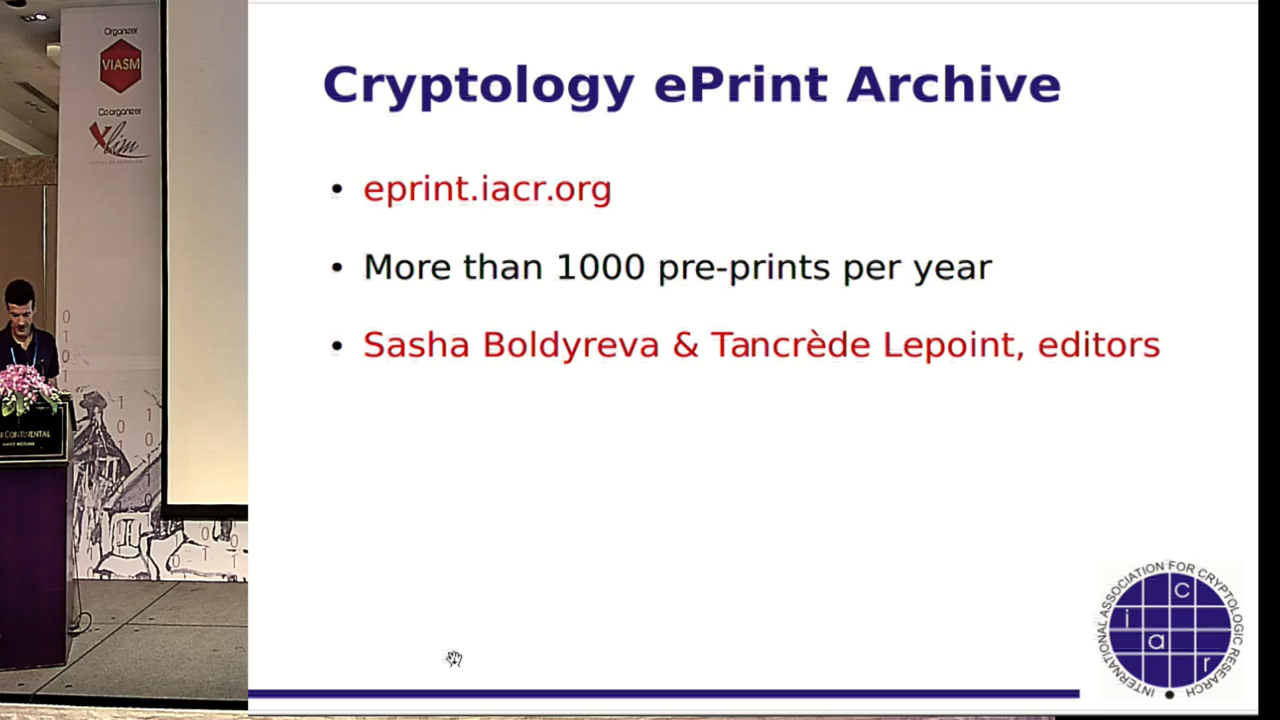 Organizer
VIASM
Coorganizer
Xlim
Cryptology ePrint Archive
• eprint.iacr.org
• More than 1000 pre-prints per year
• Sasha Boldyreva & Tancrède Lepoint, editors
CONTINENTAL
INTERNATIONAL ASSOCIATION FOR CRYPTOLOGIC RESEARCH
i a c r